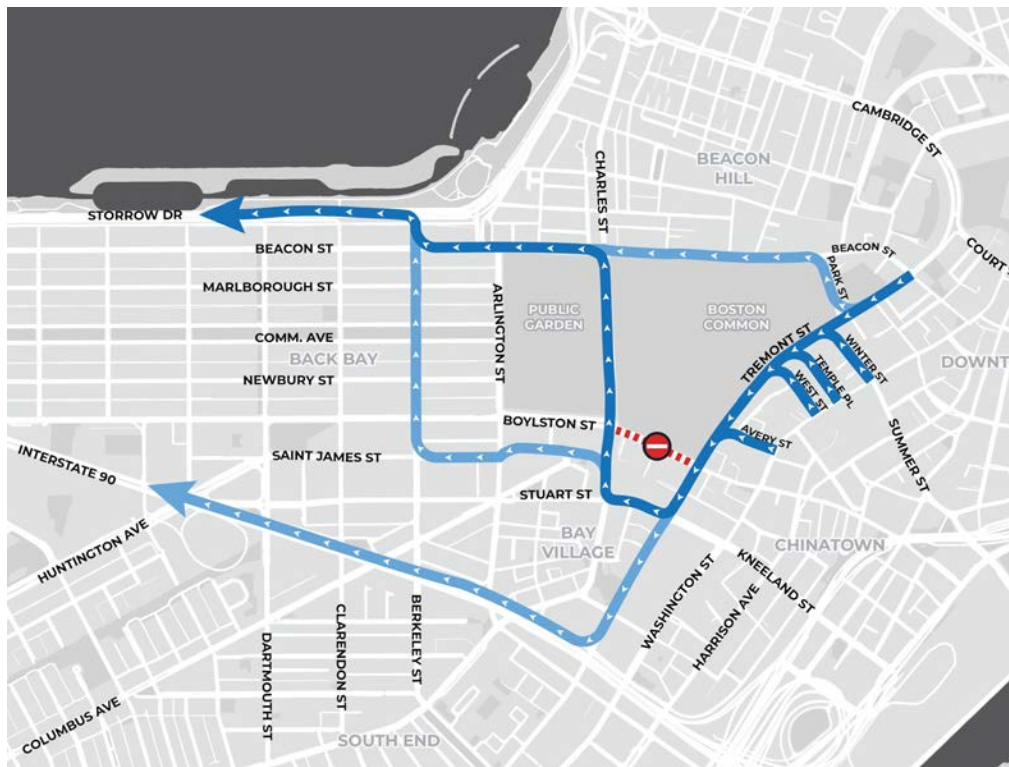 CAMBRIDGE ST
BEACON
HILL
CHARLES ST
STORROW DR
BEACON ST
BEACON ST
COURT
PARK ST
MARLBOROUGH ST
ARLINGTON ST
PUBLIC
GARDEN
BOSTON
COMMON
COMM. AVE
BACK BAY
TREMONT ST
WINTER ST
TEMPLE PL
WEST ST
DOWNT
NEWBURY ST
BOYLSTON ST
AVERY ST
SUMMER ST
INTERSTATE 90
SAINT JAMES ST
STUART ST
BAY
VILLAGE
CHINATOWN
HUNTINGTON AVE
KNEELAND ST
WASHINGTON ST
HARRISON AVE
BERKELEY ST
CLARENDON ST
DARTMOUTH ST
COLUMBUS AVE
SOUTH END